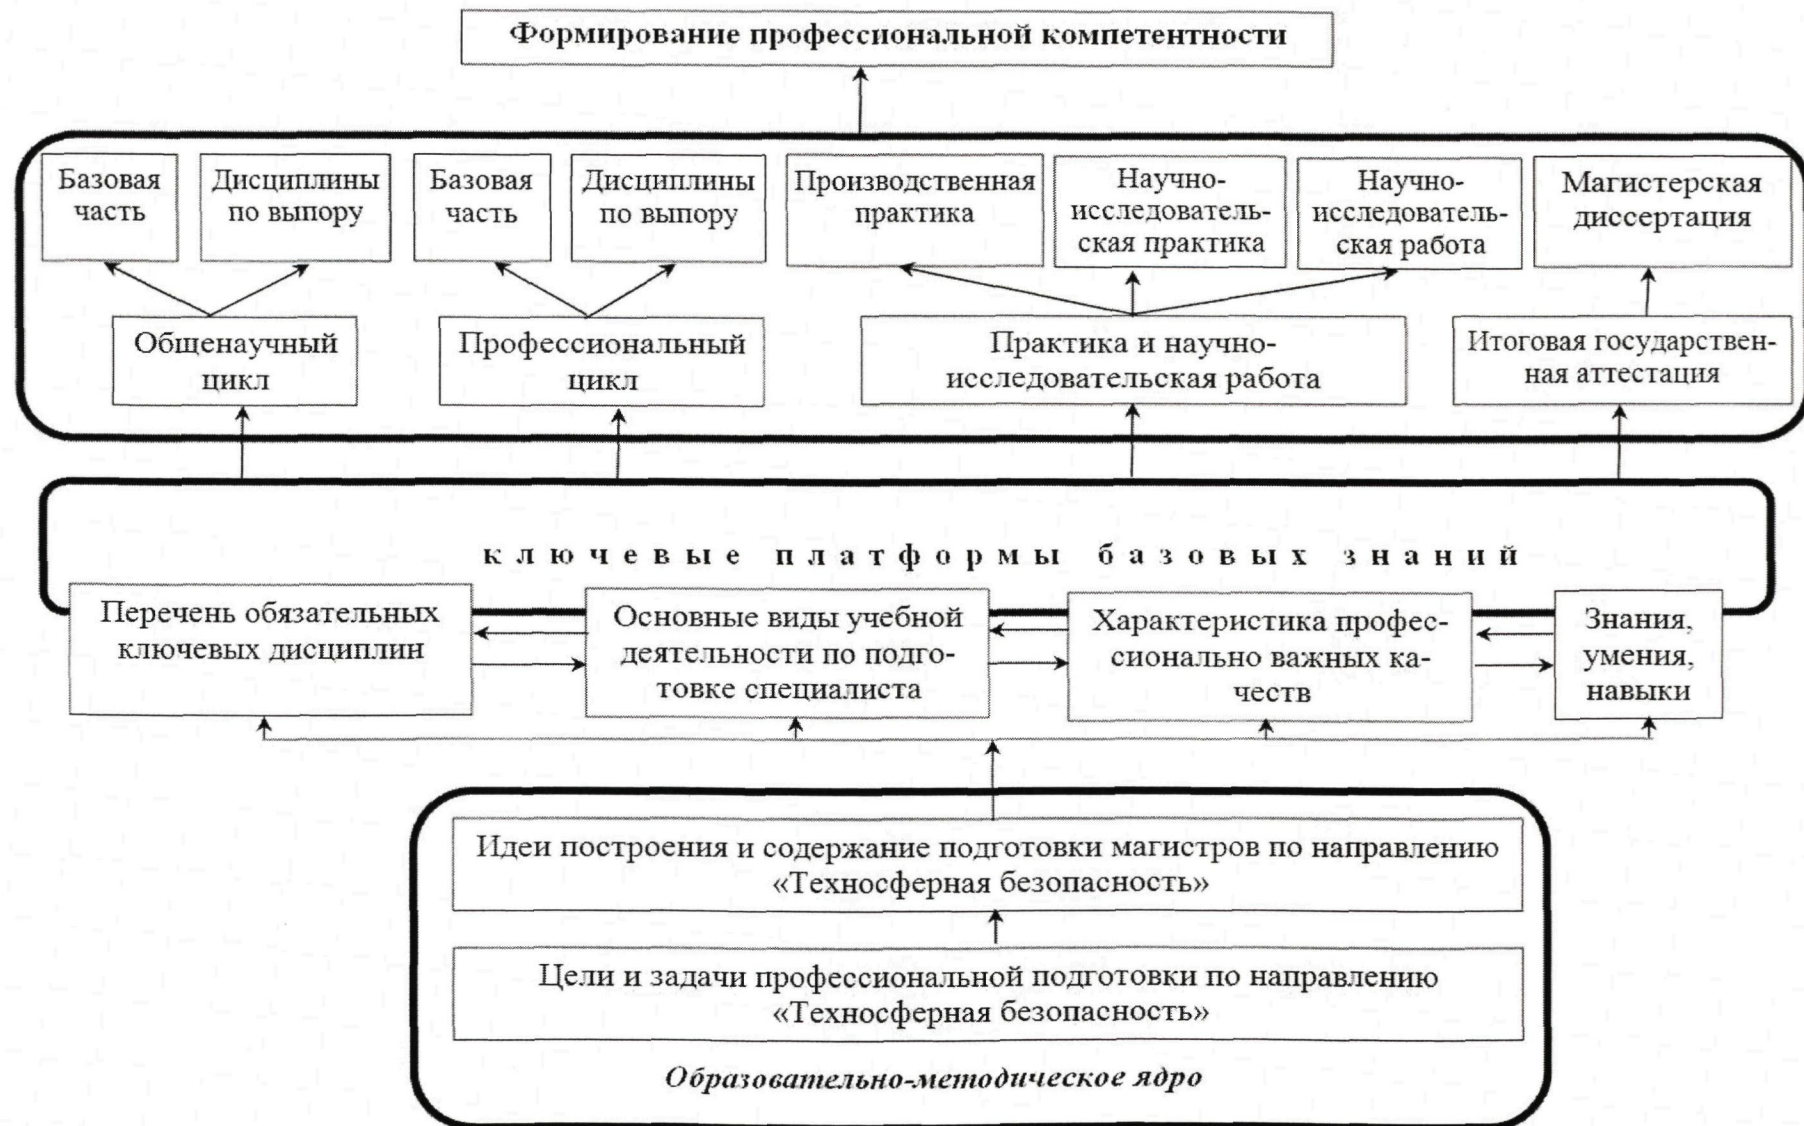 Формирование профессиональной компетентности
Базовая
часть
Дисциплины
по выпору
Базовая
часть
Дисциплины
по выпору
Производственная
практика
Научно-
исследователь-
ская практика
Научно-
исследователь-
ская работа
Магистерская
диссертация
Общенаучный
цикл
Профессиональный
цикл
Практика и научно-
исследовательская работа
Итоговая государствен-
ная аттестация
ключевые платформы базовых знаний
Перечень обязательных
ключевых дисциплин
Основные виды учебной
деятельности по подго-
товке специалиста
Характеристика профес-
сионально важных ка-
честв
Знания,
умения,
навыки
Идеи построения и содержание подготовки магистров по направлению
«Техносферная безопасность»
Цели и задачи профессиональной подготовки по направлению
«Техносферная безопасность»
Образовательно-методическое ядро